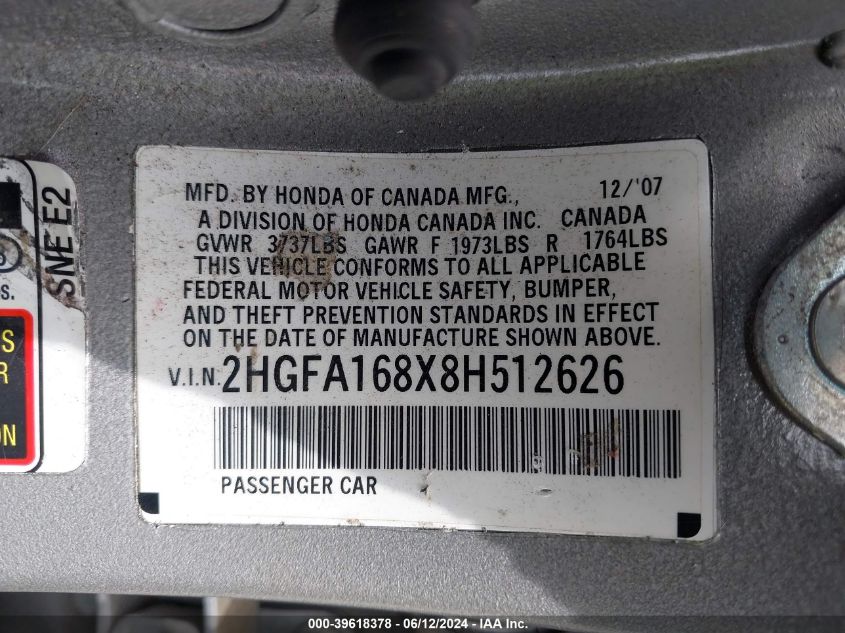 MFD. BY HONDA OF CANADA MFG., 12/'07
A DIVISION OF HONDA CANADA INC. CANADA
GVWR 3737LBS GAWR F 1973LBS R 1764LBS
THIS VEHICLE CONFORMS TO ALL APPLICABLE
FEDERAL MOTOR VEHICLE SAFETY, BUMPER,
AND THEFT PREVENTION STANDARDS IN EFFECT
ON THE DATE OF MANUFACTURE SHOWN ABOVE.
V.I.N. 2HGFA168X8H512626
PASSENGER CAR
SNE E2
S.
S
R
ON
000-39618378 - 06/12/2024 - IAA Inc.